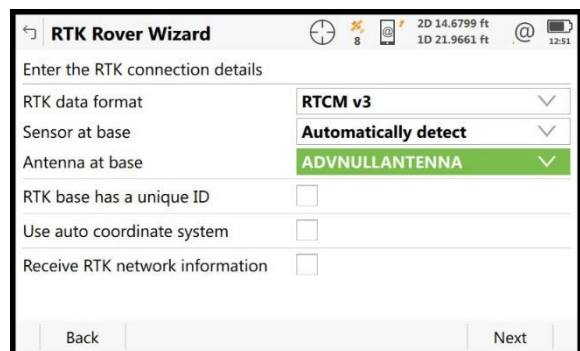 RTK Rover Wizard
8
@
2D 14.6799 ft
1D 21.9661 ft
@
12:51
Enter the RTK connection details
RTK data format RTCM v3
Sensor at base Automatically detect
Antenna at base ADVNULLANTENNA
RTK base has a unique ID
Use auto coordinate system
Receive RTK network information
Back Next